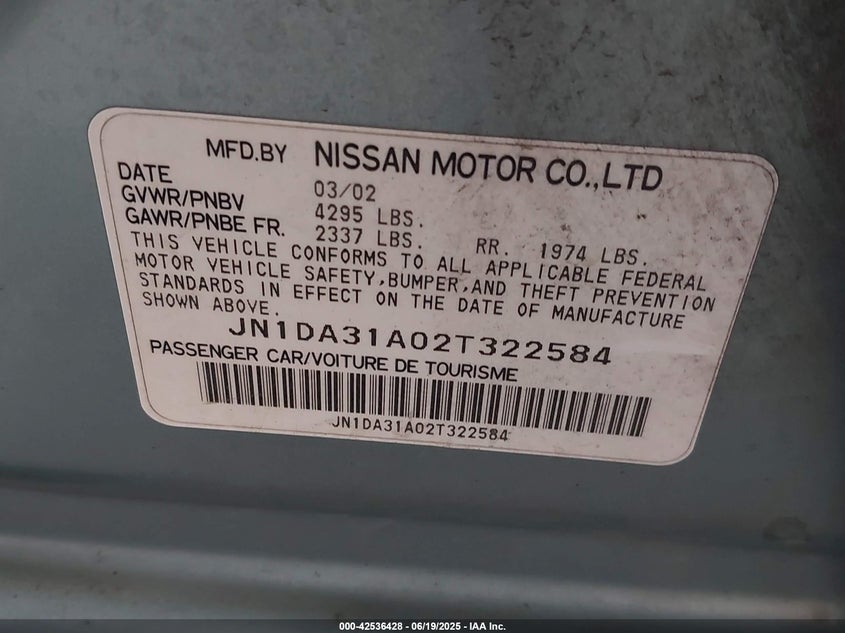 MFD.BY NISSAN MOTOR CO.,LTD
DATE 03/02
GVWR/PNBV 4295 LBS.
GAWR/PNBE FR. 2337 LBS. RR. 1974 LBS.
THIS VEHICLE CONFORMS TO ALL APPLICABLE FEDERAL
MOTOR VEHICLE SAFETY,BUMPER,AND THEFT PREVENTION
STANDARDS IN EFFECT ON THE DATE OF MANUFACTURE
SHOWN ABOVE.
JN1DA31A02T322584
PASSENGER CAR/VOITURE DE TOURISME
JN1DA31A02T322584
000-42536428 - 06/19/2025 - IAA Inc.